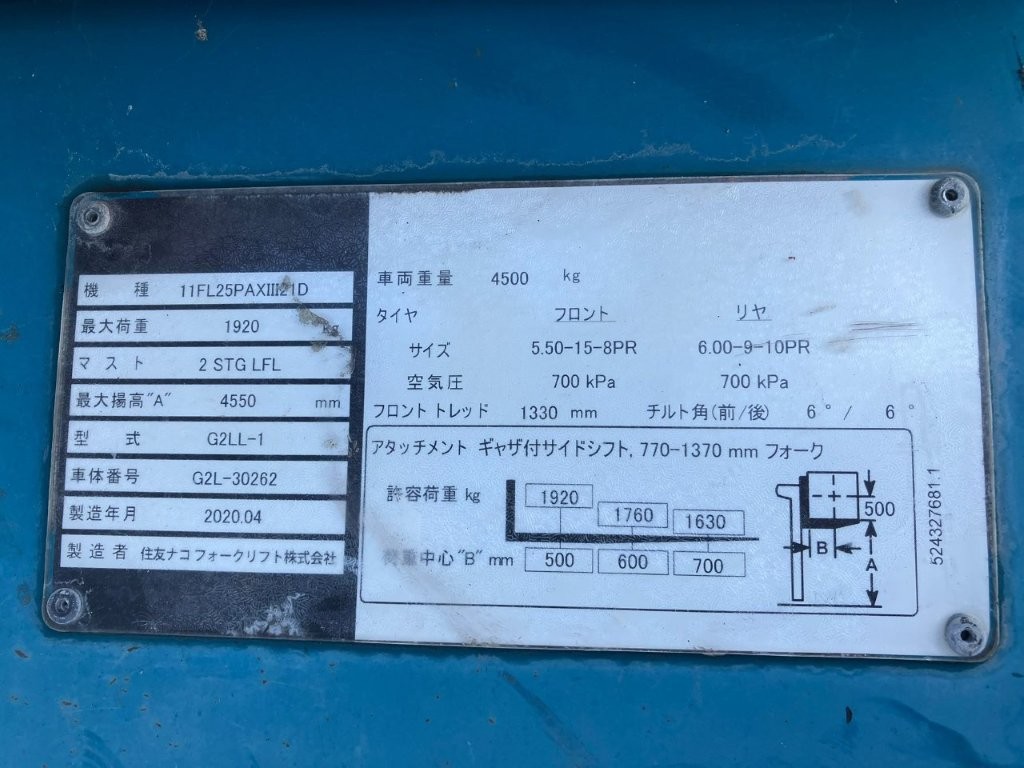 機 種 11FL25PAXIII21D
最大荷重 1920 kg
マスト 2 STG LFL
最大揚高"A" 4550 mm
型 式 G2LL-1
車体番号 G2L-30262
製造年月 2020.04
製造者 住友ナコ フォークリフト株式会社
車両重量 4500 kg
タイヤ フロント リヤ
サイズ 5.50-15-8PR 6.00-9-10PR
空気圧 700 kPa 700 kPa
フロント トレッド 1330 mm チルト角(前/後) 6 ° / 6 °
アタッチメント ギャザ付サイドシフト, 770-1370 mm フォーク
許容荷重 kg 1920 1760 1630
荷重中心 "B" mm 500 600 700
500
B
A
B
524327681.1